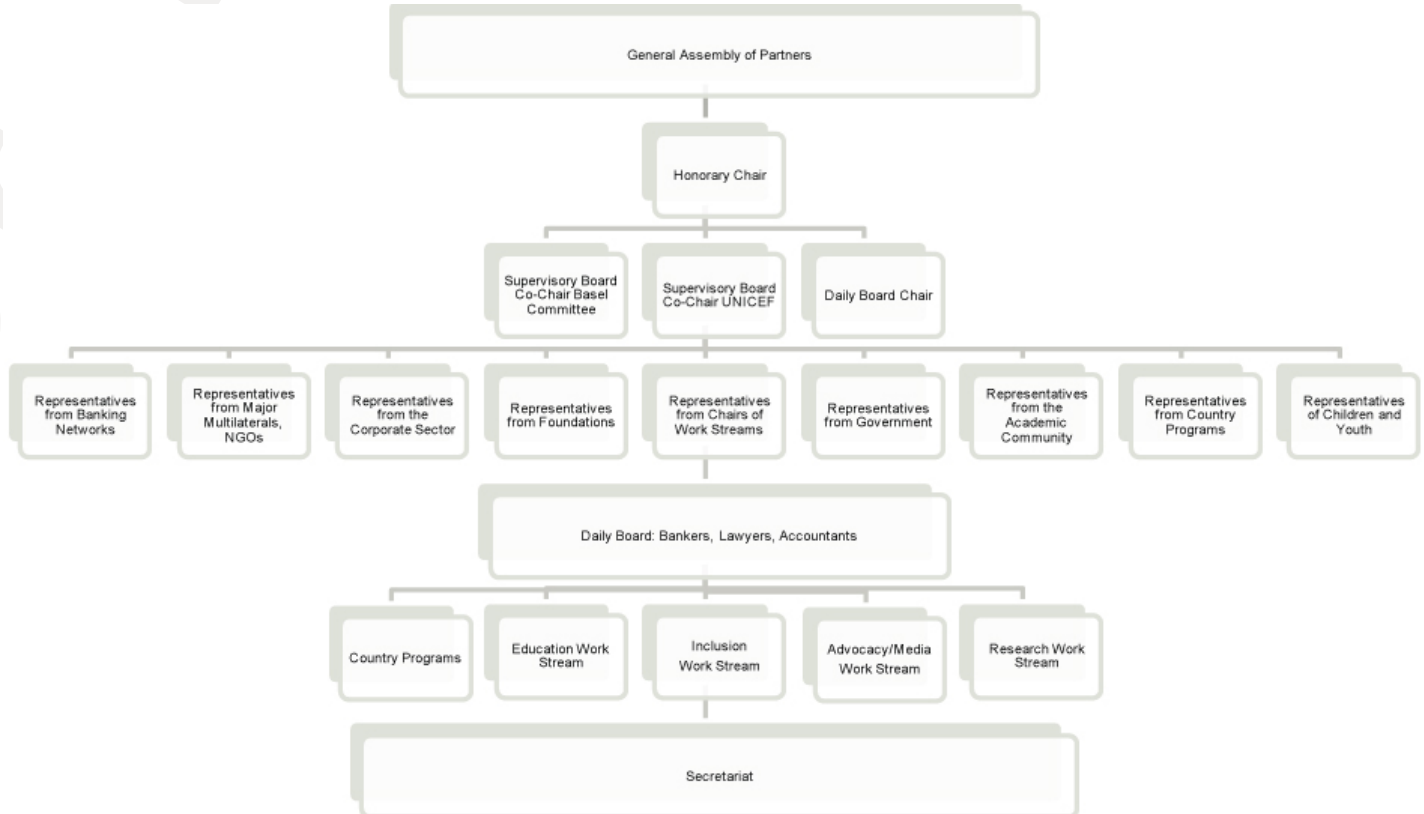 General Assembly of Partners
Honorary Chair
Supervisory Board
Co-Chair Basel
Committee
Supervisory Board
Co-Chair UNICEF
Daily Board Chair
Representatives
from Banking
Networks
Representatives
from Major
Multilaterals,
NGOs
Representatives
from the
Corporate Sector
Representatives
from Foundations
Representatives
from Chairs of
Work Streams
Representatives
from Government
Representatives
from the
Academic
Community
Representatives
from Country
Programs
Representatives
of Children and
Youth
Daily Board: Bankers, Lawyers, Accountants
Country Programs
Education Work
Stream
Inclusion
Work Stream
Advocacy/Media
Work Stream
Research Work
Stream
Secretariat